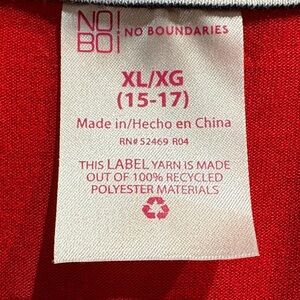 NO
BO!
NO BOUNDARIES
XL/XG
(15-17)
Made in/Hecho en China
RN# 52469 R04
THIS LABEL YARN IS MADE
OUT OF 100% RECYCLED
POLYESTER MATERIALS